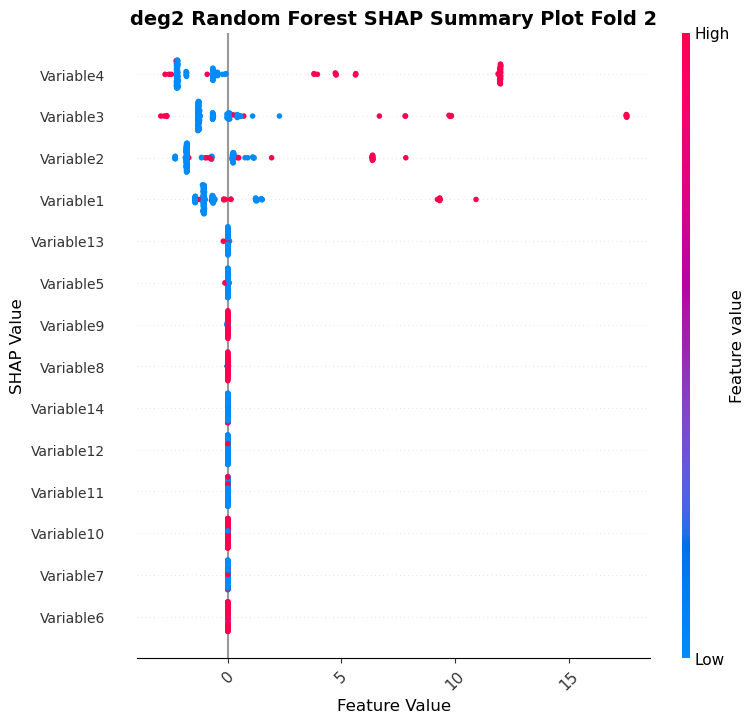 deg2 Random Forest SHAP Summary Plot Fold 2
High
Variable4
Variable3
Variable2
Variable1
Variable13
Variable5
Variable9
Variable8
Variable14
Variable12
Variable11
Variable10
Variable7
Variable6
SHAP Value
Feature value
Low
0
5
10
15
Feature Value